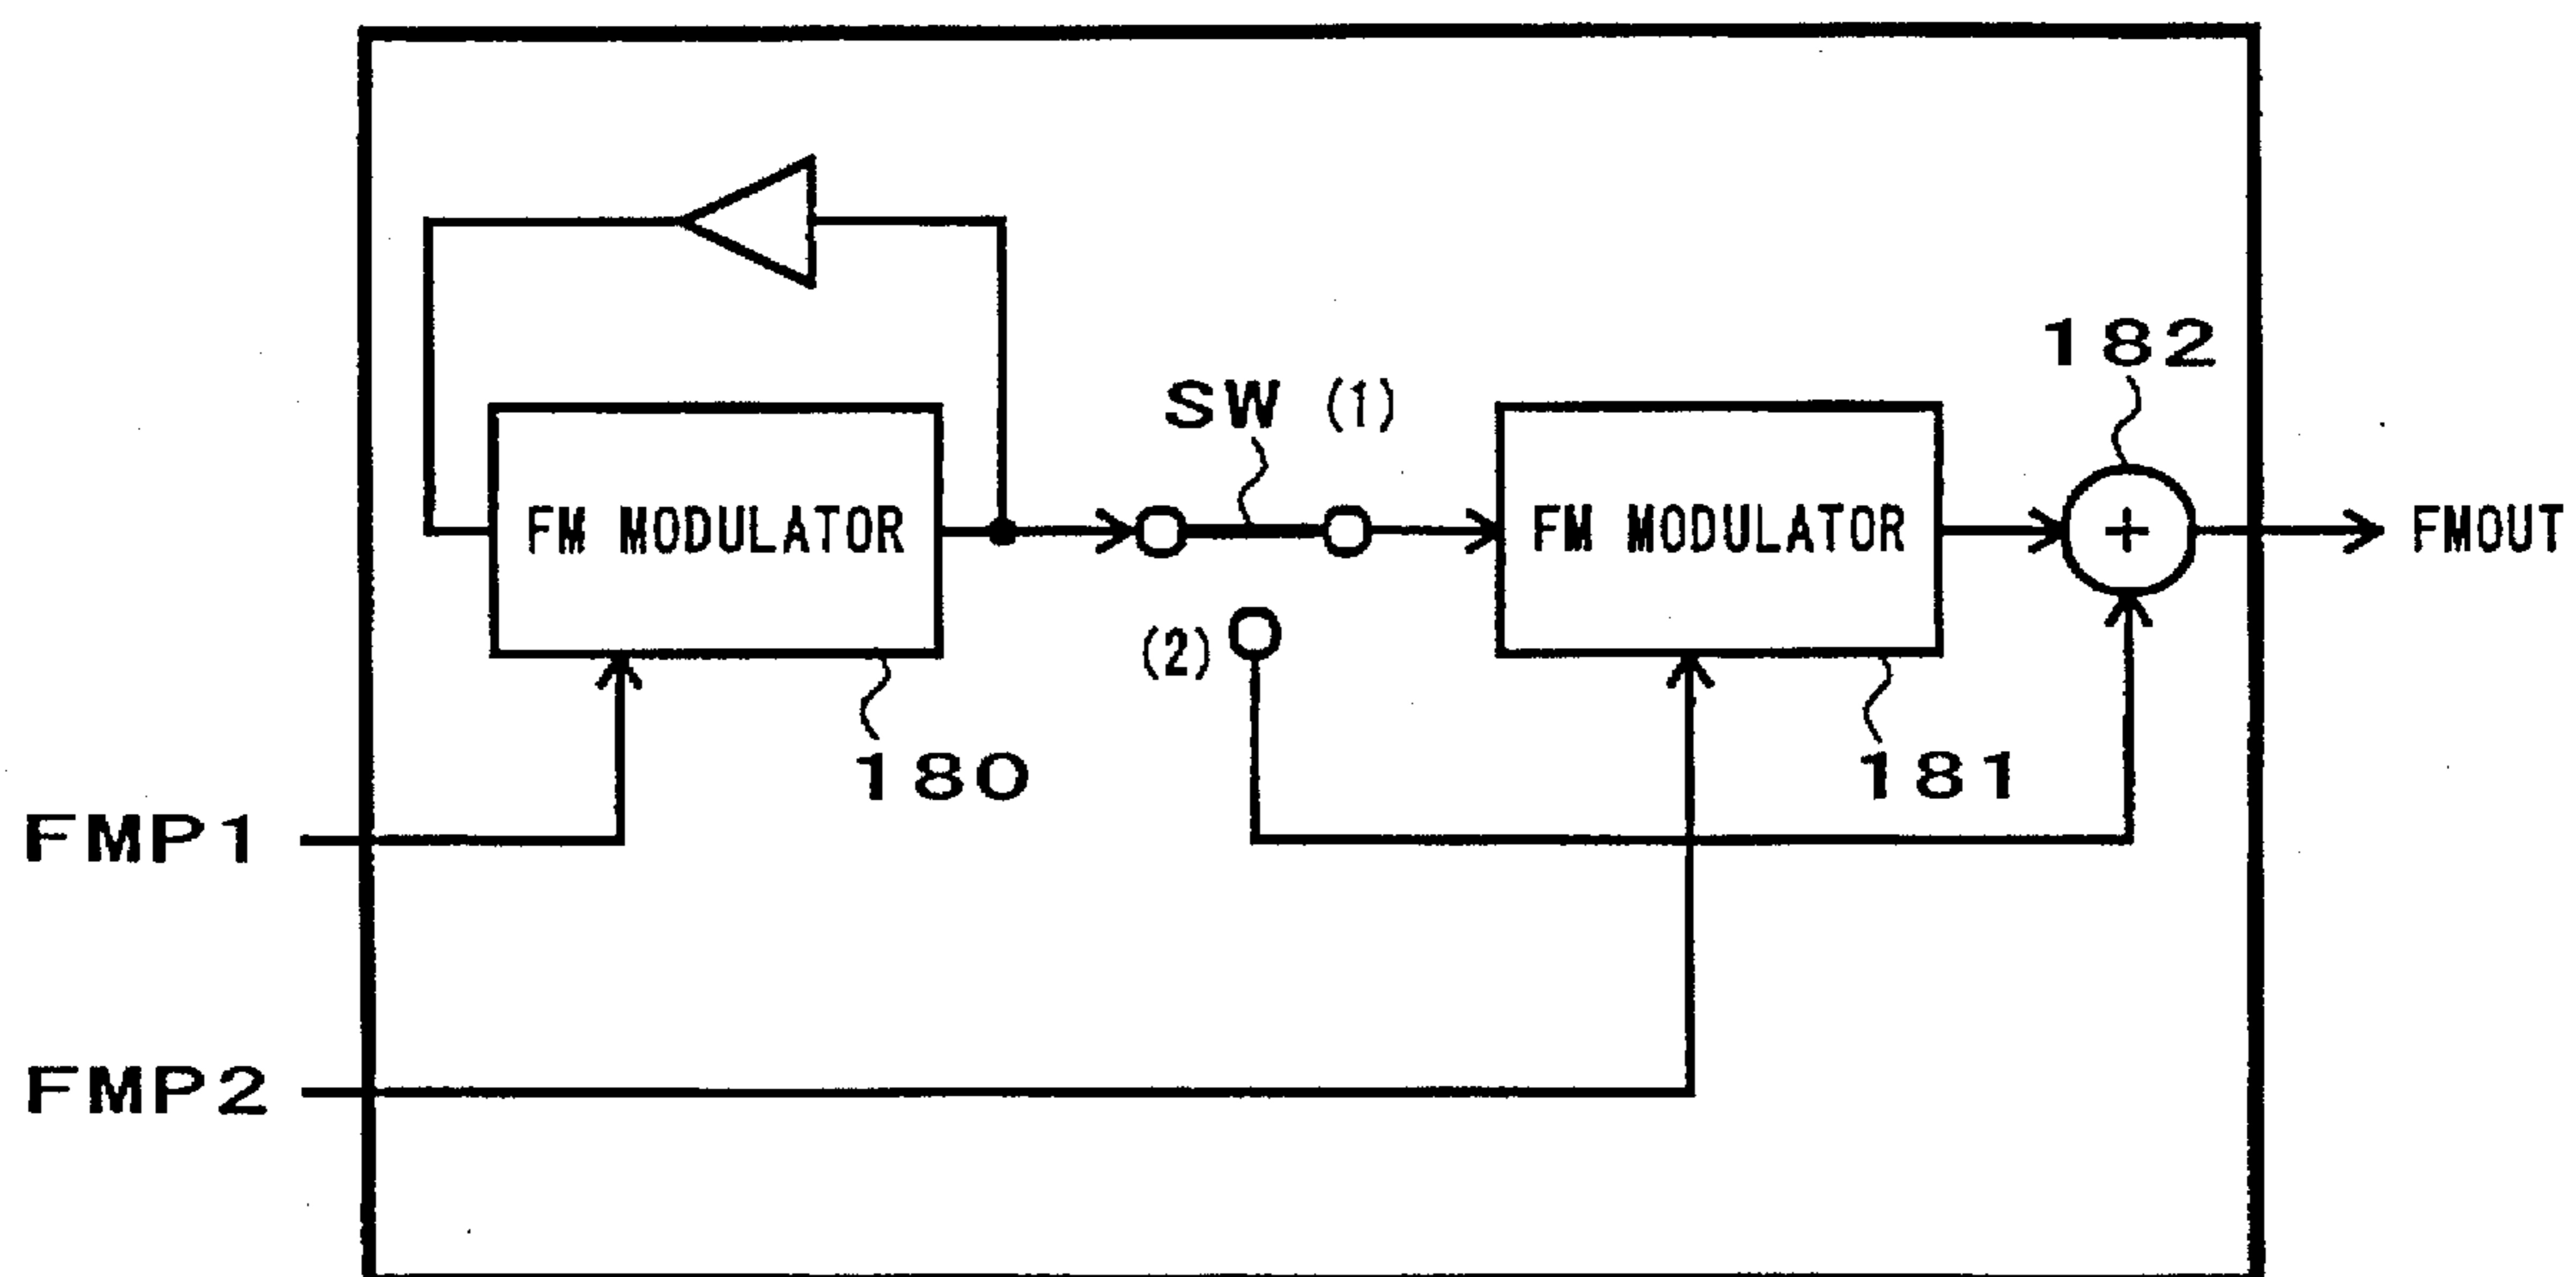 182
SW (1)
FM MODULATOR
FM MODULATOR
+
FMOUT
(2)
180
181
FMP1
FMP2